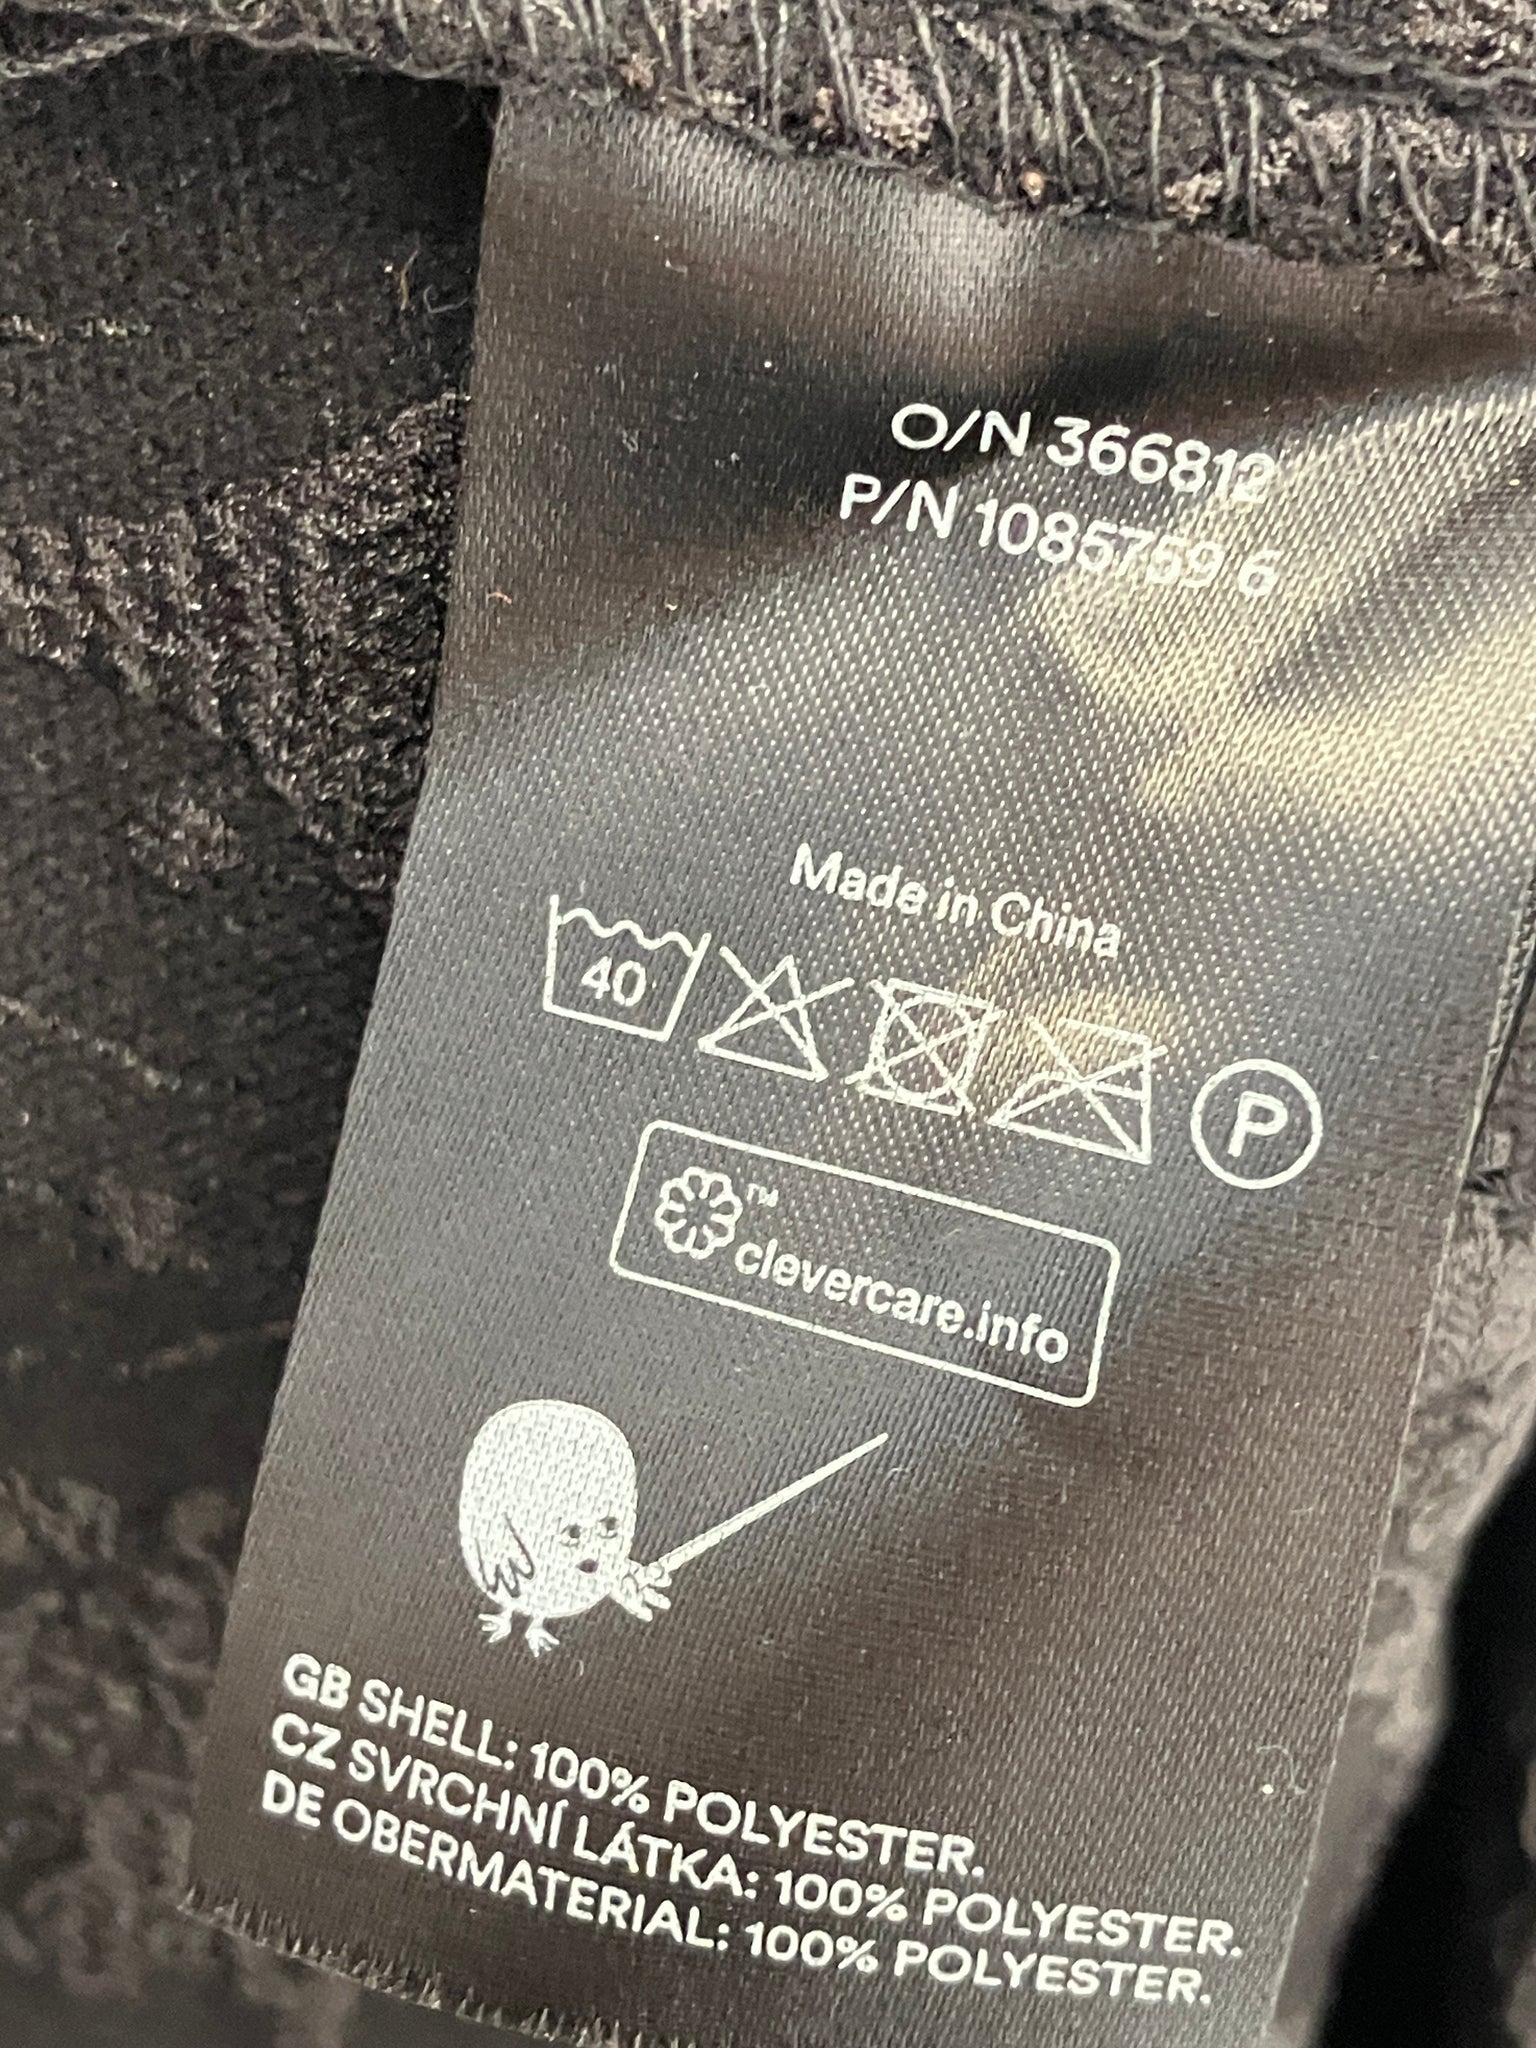 O/N 366812
P/N 1085759 6
Made in China
40
P
™
clevercare.info
GB SHELL: 100% POLYESTER.
CZ SVRCHNÍ LÁTKA: 100% POLYESTER.
DE OBERMATERIAL: 100% POLYESTER.